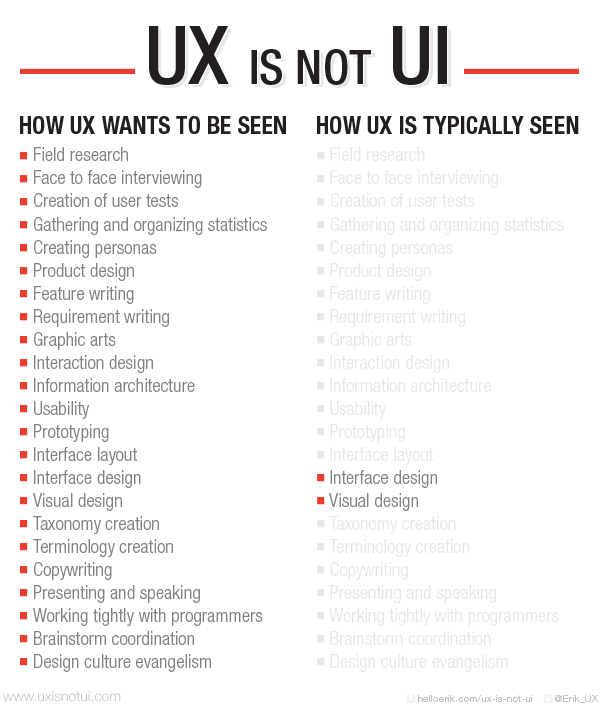 UX IS NOT UI
HOW UX WANTS TO BE SEEN
Field research
Face to face interviewing
Creation of user tests
Gathering and organizing statistics
Creating personas
Product design
Feature writing
Requirement writing
Graphic arts
Interaction design
Information architecture
Usability
Prototyping
Interface layout
Interface design
Visual design
Taxonomy creation
Terminology creation
Copywriting
Presenting and speaking
Working tightly with programmers
Brainstorm coordination
Design culture evangelism
HOW UX IS TYPICALLY SEEN
Field research
Face to face interviewing
Creation of user tests
Gathering and organizing statistics
Creating personas
Product design
Feature writing
Requirement writing
Graphic arts
Interaction design
Information architecture
Usability
Prototyping
Interface layout
Interface design
Visual design
Taxonomy creation
Terminology creation
Copywriting
Presenting and speaking
Working tightly with programmers
Brainstorm coordination
Design culture evangelism
www.uxisnotui.com
helloerik.com/ux-is-not-ui
@Erik_UX